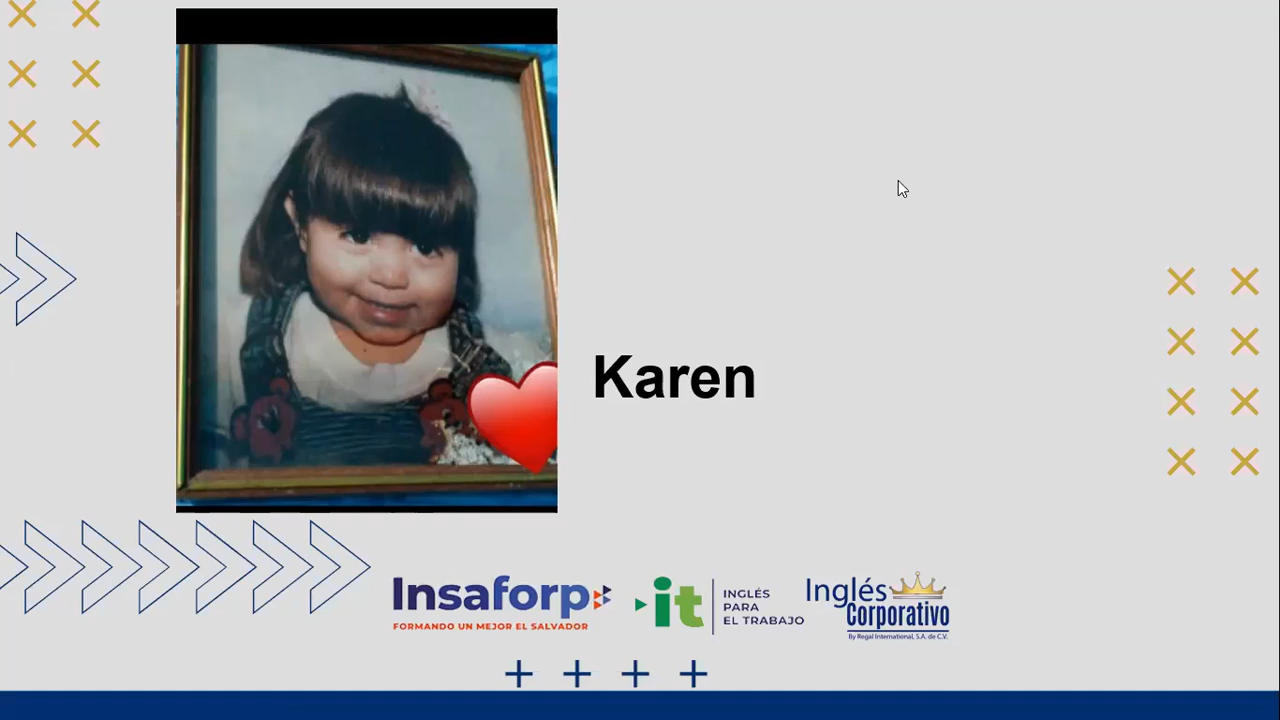 Karen
Insaforp
FORMANDO UN MEJOR EL SALVADOR
it
INGLÉS
PARA
EL TRABAJO
Inglés
Corporativo
By Regal International, S.A. de C.V.